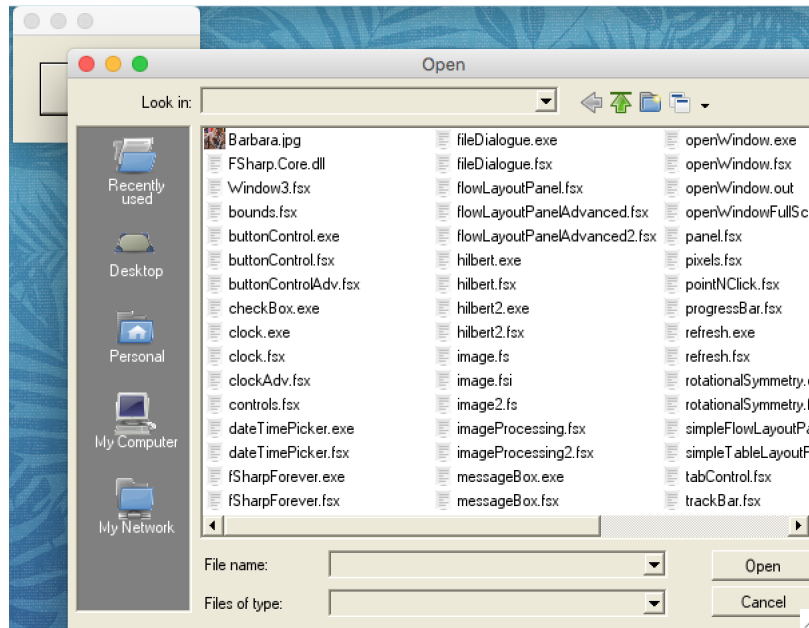 Open
Look in:
Recently
used
Desktop
Personal
My Computer
My Network
Barbara.jpg
FSharp.Core.dll
Window3.fsx
bounds.fsx
buttonControl.exe
buttonControl.fsx
buttonControlAdv.fsx
checkBox.exe
clock.exe
clock.fsx
clockAdv.fsx
controls.fsx
dateTimePicker.exe
dateTimePicker.fsx
fSharpForever.exe
fSharpForever.fsx
fileDialogue.exe
fileDialogue.fsx
flowLayoutPanel.fsx
flowLayoutPanelAdvanced.fsx
flowLayoutPanelAdvanced2.fsx
hilbert.exe
hilbert.fsx
hilbert2.exe
hilbert2.fsx
image.fs
image.fsi
image2.fs
imageProcessing.fsx
imageProcessing2.fsx
messageBox.exe
messageBox.fsx
openWindow.exe
openWindow.fsx
openWindow.out
openWindowFullSc
panel.fsx
pixels.fsx
pointNClick.fsx
progressBar.fsx
refresh.exe
refresh.fsx
rotationalSymmetry.
rotationalSymmetry.
simpleFlowLayoutPa
simpleTableLayoutP
tabControl.fsx
trackBar.fsx
File name:
Open
Files of type:
Cancel